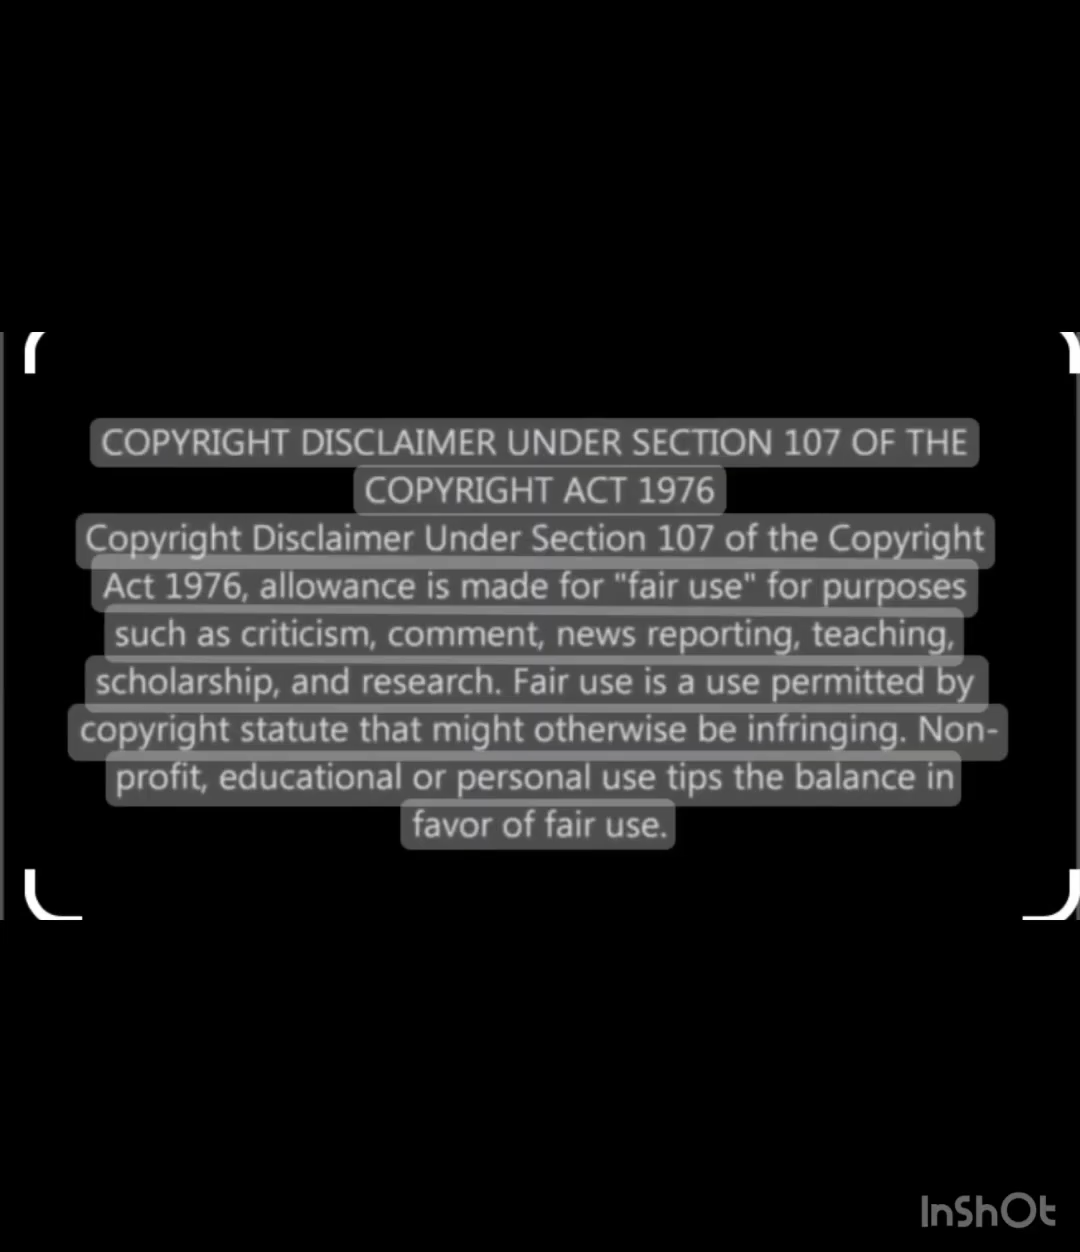 COPYRIGHT DISCLAIMER UNDER SECTION 107 OF THE
COPYRIGHT ACT 1976
Copyright Disclaimer Under Section 107 of the Copyright
Act 1976, allowance is made for "fair use" for purposes
such as criticism, comment, news reporting, teaching,
scholarship, and research. Fair use is a use permitted by
copyright statute that might otherwise be infringing. Non-
profit, educational or personal use tips the balance in
favor of fair use.
InShOt